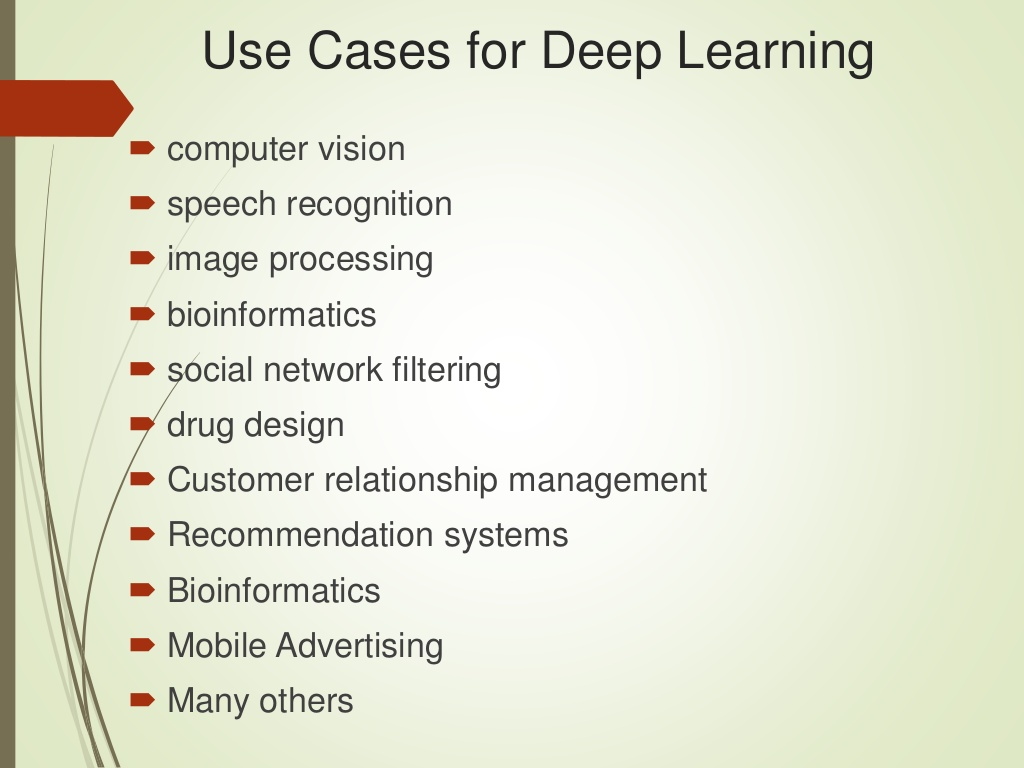 Use Cases for Deep Learning
computer vision
speech recognition
image processing
bioinformatics
social network filtering
drug design
Customer relationship management
Recommendation systems
Bioinformatics
Mobile Advertising
Many others